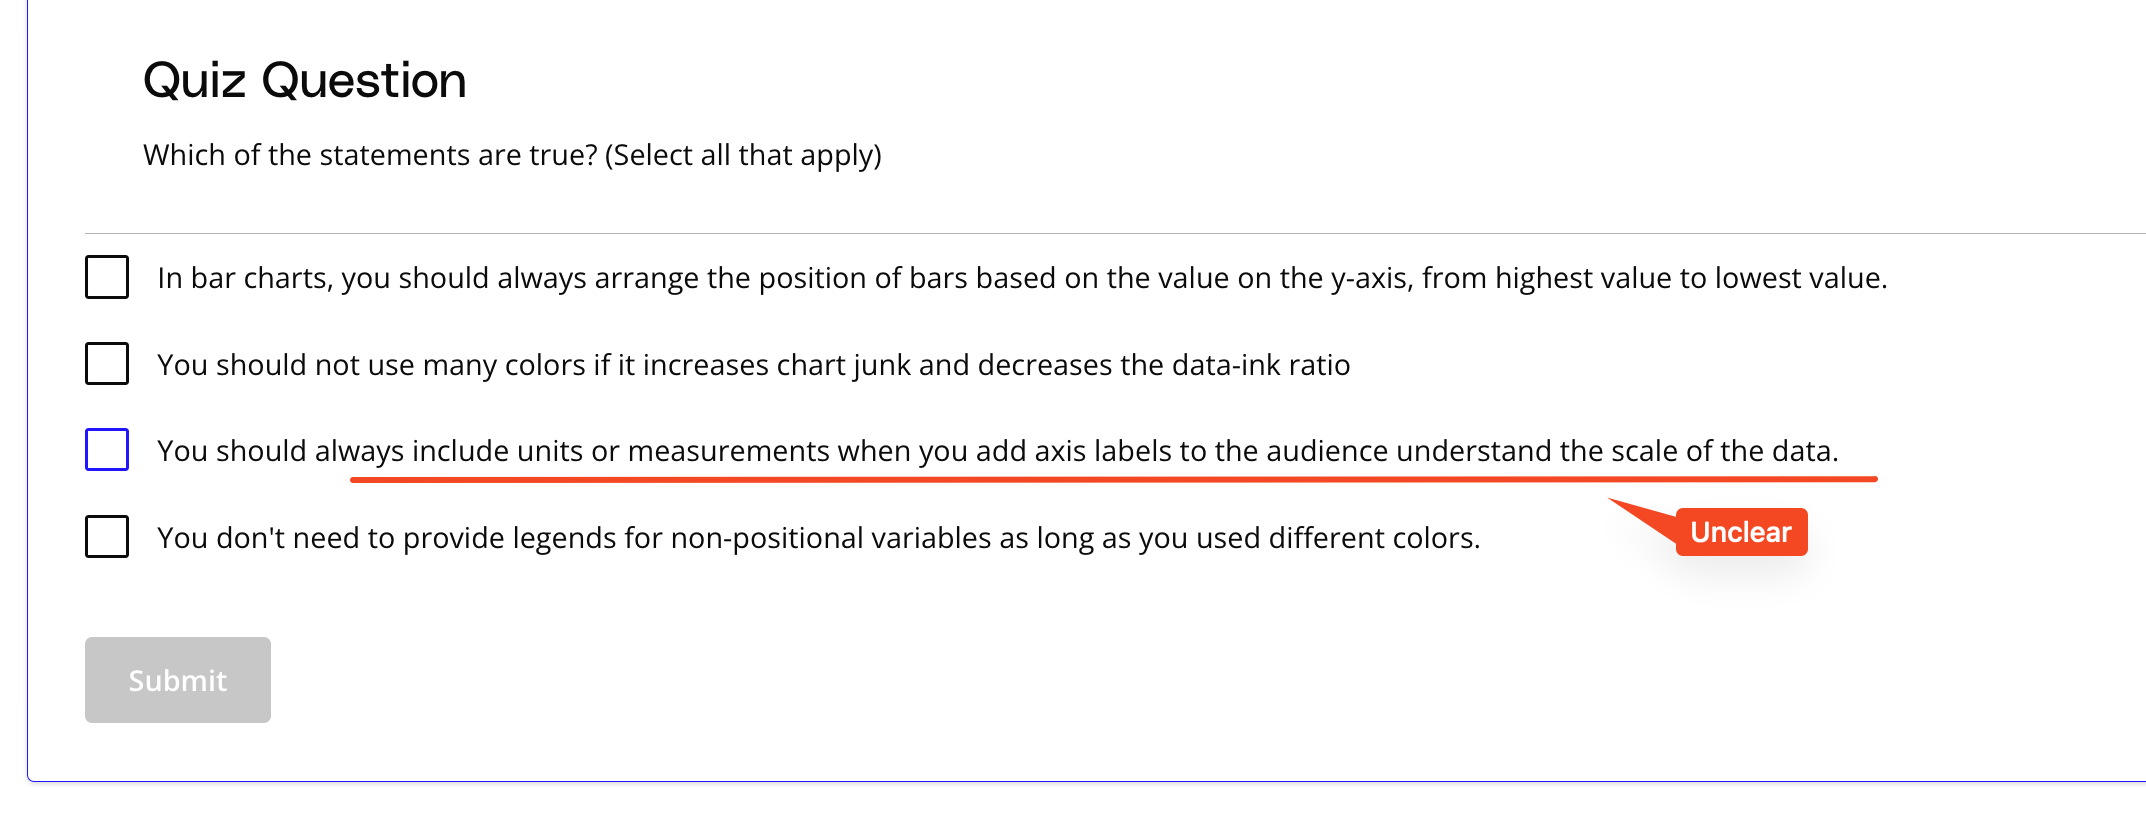 Quiz Question
Which of the statements are true? (Select all that apply)
In bar charts, you should always arrange the position of bars based on the value on the y-axis, from highest value to lowest value.
You should not use many colors if it increases chart junk and decreases the data-ink ratio
You should always include units or measurements when you add axis labels to the audience understand the scale of the data.
You don't need to provide legends for non-positional variables as long as you used different colors.
Unclear
Submit